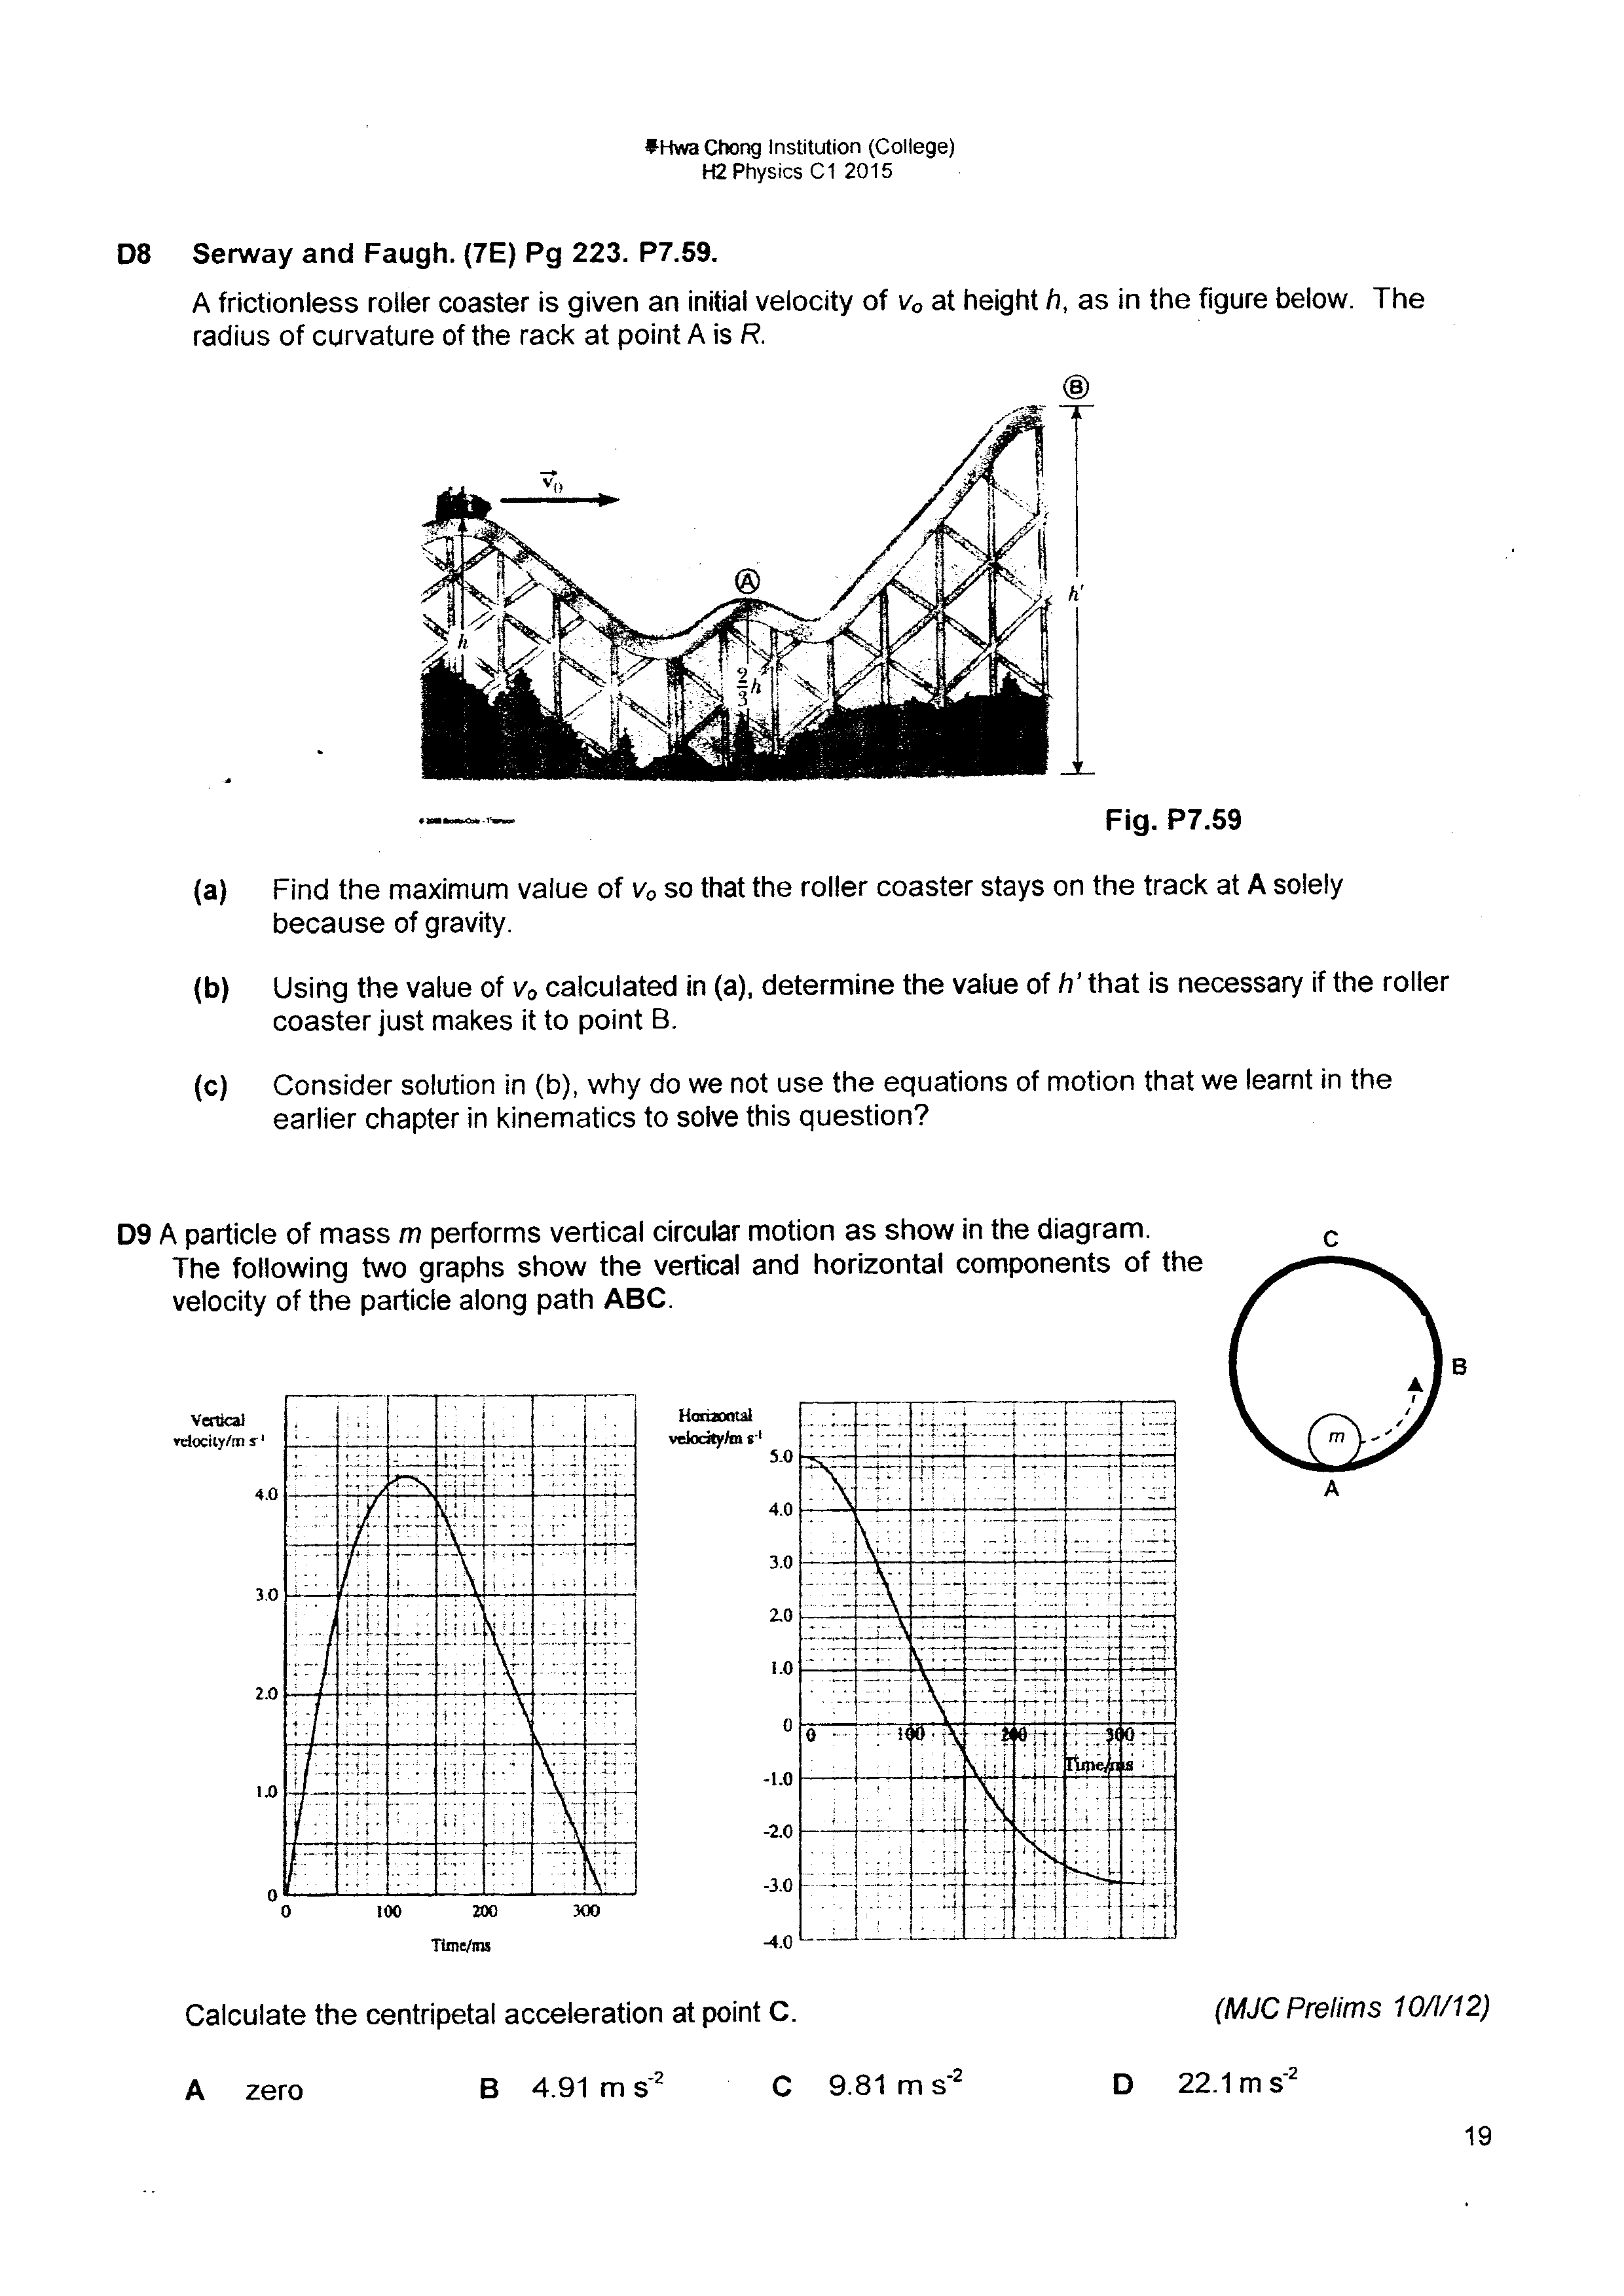 Hwa Chong Institution (College)
H2 Physics C1 2015
D8 Serway and Faugh. (7E) Pg 223. P7.59.
A frictionless roller coaster is given an initial velocity of v₀ at height h, as in the figure below. The
radius of curvature of the rack at point A is R.
B
v₀
A
h'
h
2/3 h
Fig. P7.59
(a) Find the maximum value of v₀ so that the roller coaster stays on the track at A solely
because of gravity.
(b) Using the value of v₀ calculated in (a), determine the value of h' that is necessary if the roller
coaster just makes it to point B.
(c) Consider solution in (b), why do we not use the equations of motion that we learnt in the
earlier chapter in kinematics to solve this question?
D9 A particle of mass m performs vertical circular motion as show in the diagram.
The following two graphs show the vertical and horizontal components of the
velocity of the particle along path ABC.
C
B
m
A
Vertical
velocity/m s⁻¹
4.0
3.0
2.0
1.0
0
0 100 200 300
Time/ms
Horizontal
velocity/m s⁻¹
5.0
4.0
3.0
2.0
1.0
0
0 100 200 300
Time/ms
-1.0
-2.0
-3.0
-4.0
Calculate the centripetal acceleration at point C. (MJC Prelims 10/I/12)
A zero B 4.91 m s⁻² C 9.81 m s⁻² D 22.1 m s⁻²
19